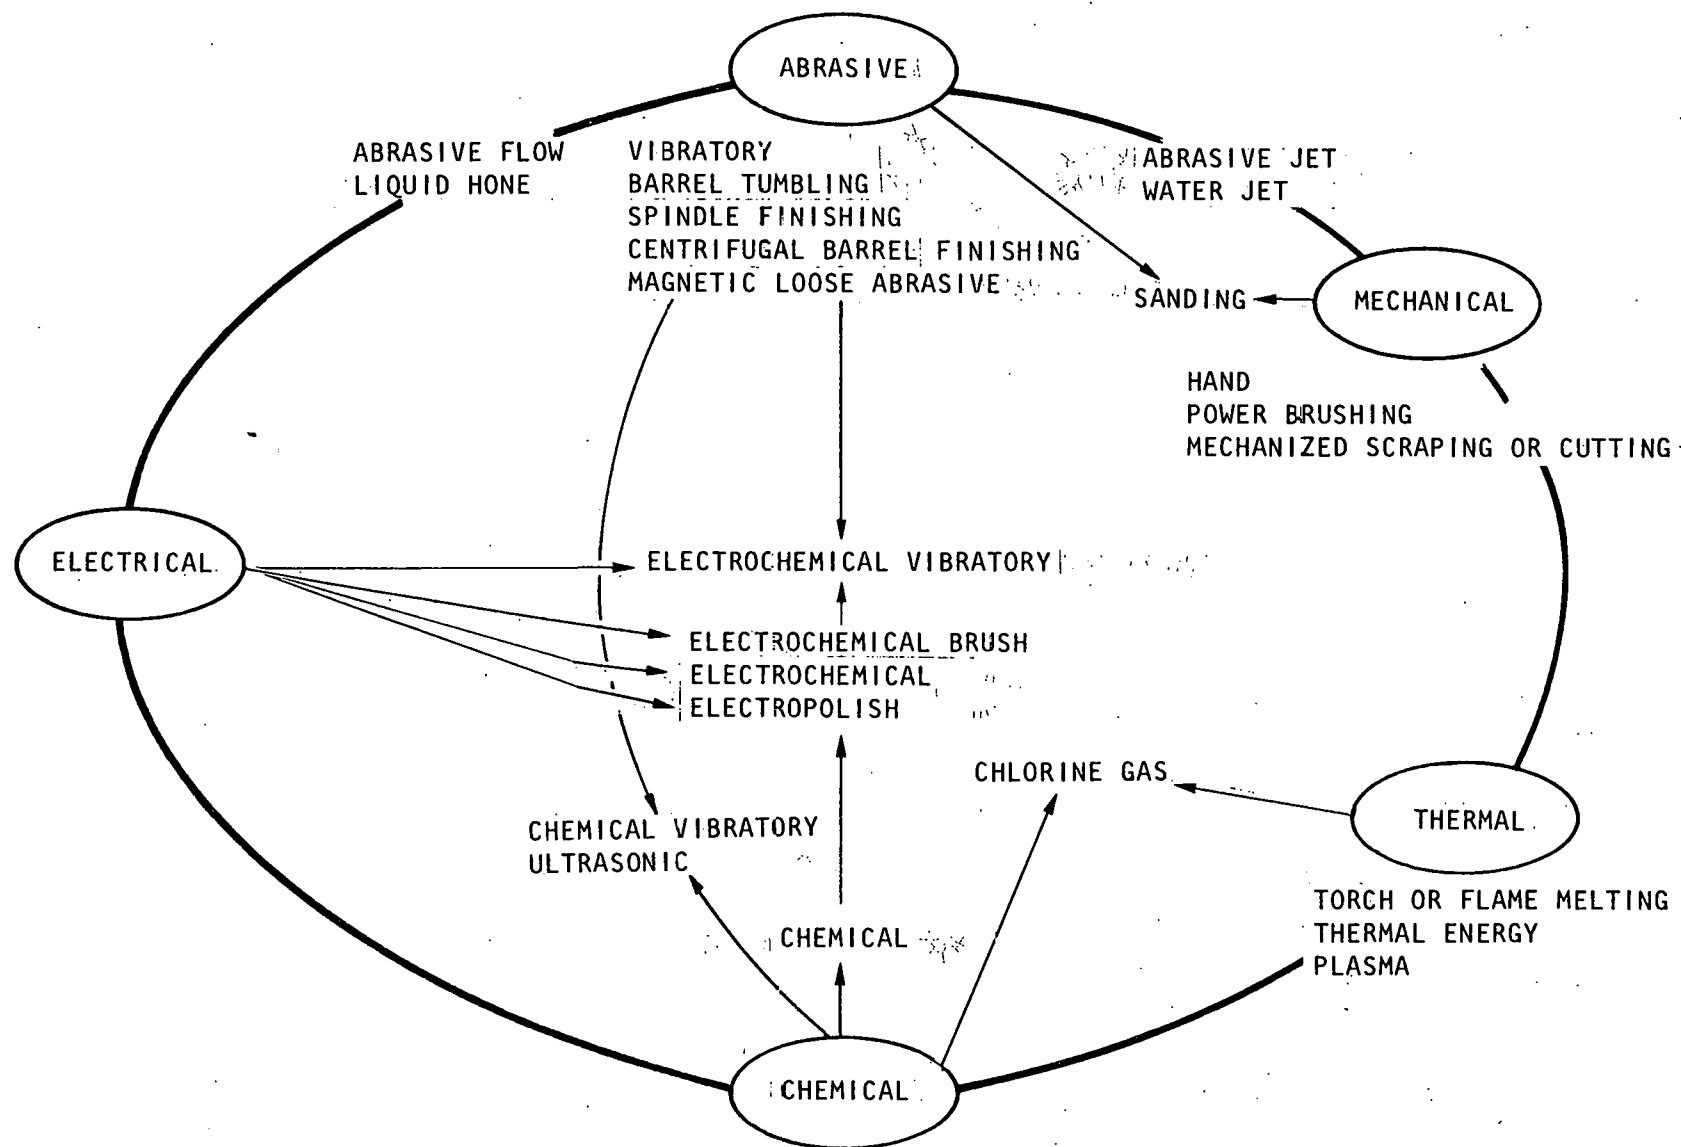 ABRASIVE
ABRASIVE FLOW
LIQUID HONE
VIBRATORY
BARREL TUMBLING
SPINDLE FINISHING
CENTRIFUGAL BARREL FINISHING
MAGNETIC LOOSE ABRASIVE
ABRASIVE JET
WATER JET
SANDING
MECHANICAL
HAND
POWER BRUSHING
MECHANIZED SCRAPING OR CUTTING
ELECTRICAL
ELECTROCHEMICAL VIBRATORY
ELECTROCHEMICAL BRUSH
ELECTROCHEMICAL
ELECTROPOLISH
CHLORINE GAS
THERMAL
CHEMICAL VIBRATORY
ULTRASONIC
TORCH OR FLAME MELTING
THERMAL ENERGY
PLASMA
CHEMICAL
CHEMICAL